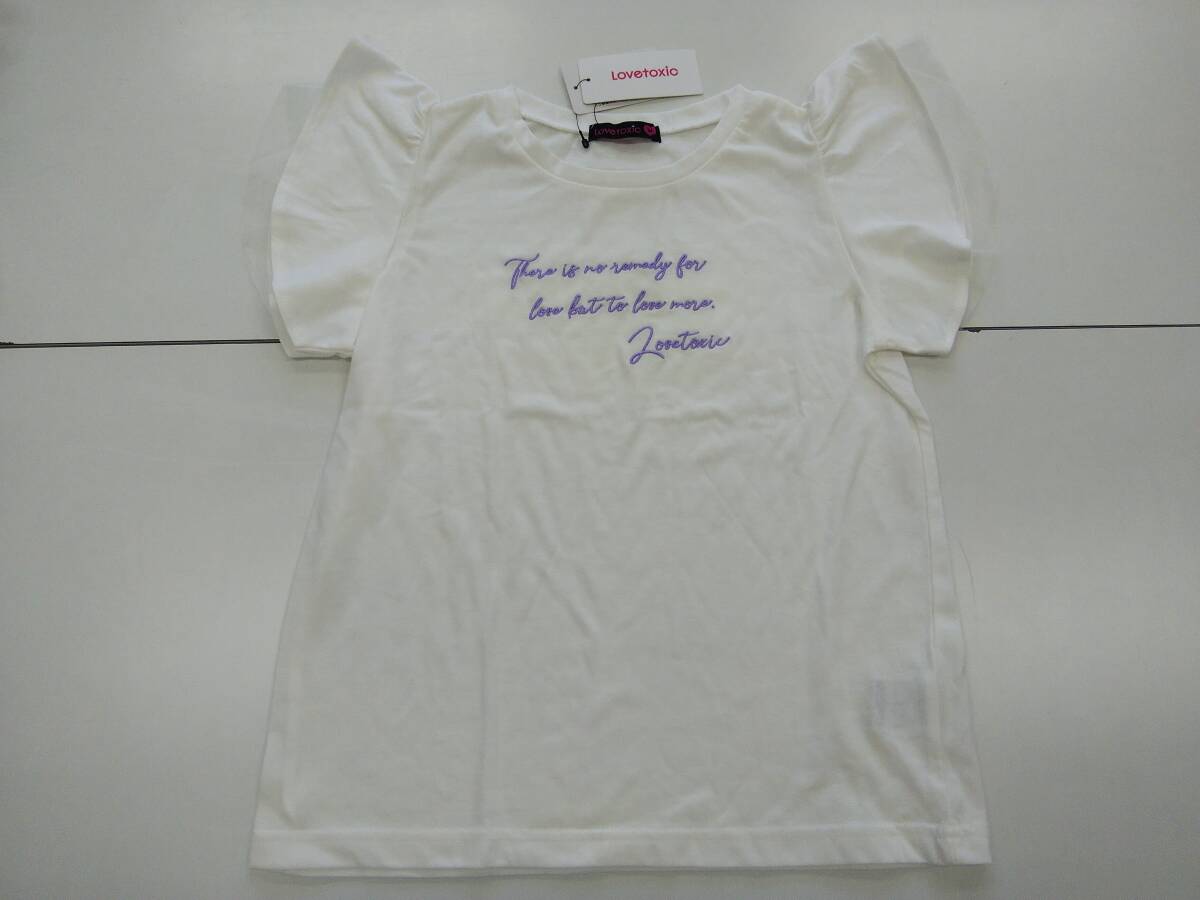 Lovetoxic
Lovetoxic
There is no remedy for
love but to love more.
Lovetoxic